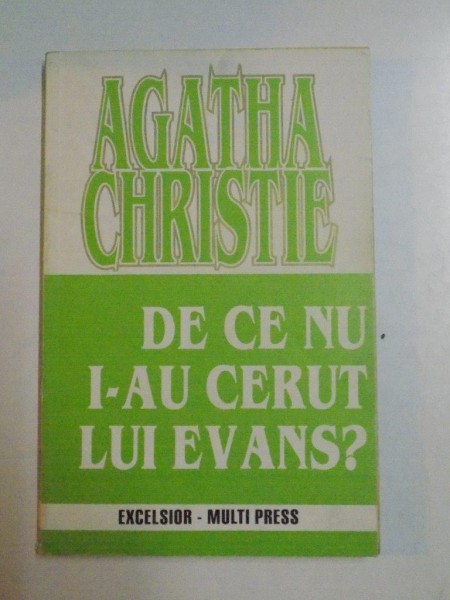 AGATHA
CHRISTIE
DE CE NU
I-AU CERUT
LUI EVANS?
EXCELSIOR - MULTI PRESS